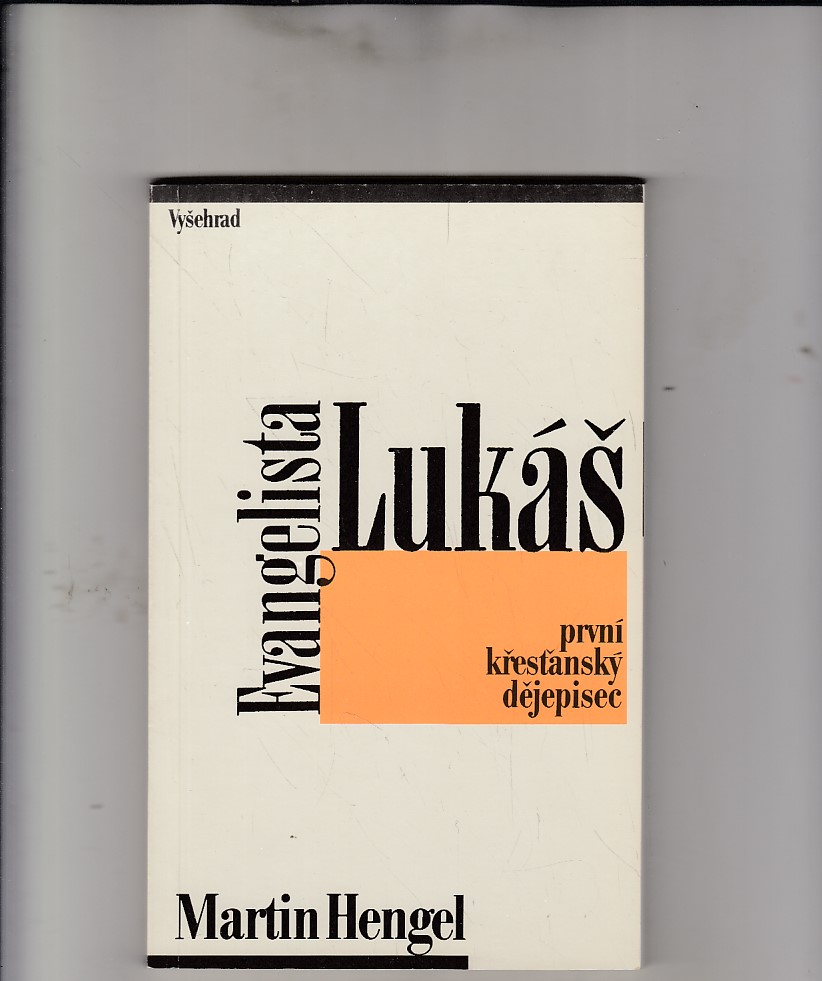 Vyšehrad
Evangelista
Lukáš
první
křesťanský
dějepisec
Martin Hengel